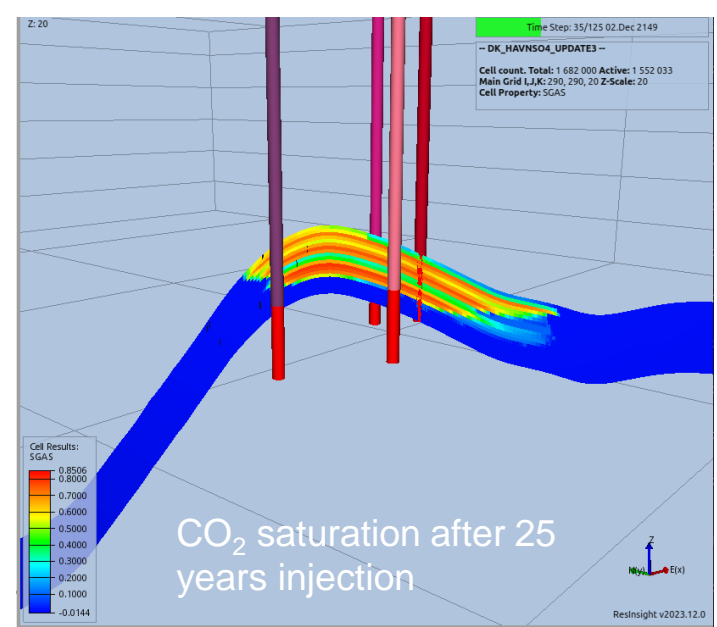 Z: 20
Time Step: 35/125 02.Dec 2149
-- DK_HAVNSO4_UPDATE3 --
Cell count. Total: 1 682 000 Active: 1 552 033
Main Grid I,J,K: 290, 290, 20 Z-Scale: 20
Cell Property: SGAS
Cell Results:
SGAS
0.8506
0.8000
0.7000
0.6000
0.5000
0.4000
0.3000
0.2000
0.1000
-0.0144
CO₂ saturation after 25
years injection
Z
N(y)
E(x)
ResInsight v2023.12.0